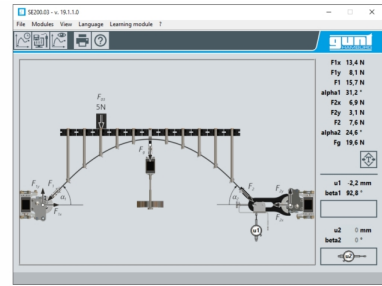 SE200.03 - v. 19.1.1.0
File Modules View Language Learning module ?
gunt
F1x 13,4 N
F1y 8,1 N
F1 15,7 N
alpha1 31,2 °
F2x 6,9 N
F2y 3,1 N
F2 7,6 N
alpha2 24,6 °
Fg 19,6 N
u1 -2,2 mm
beta1 92,8 °
u2 0 mm
beta2 0 °
u2
5N
u1